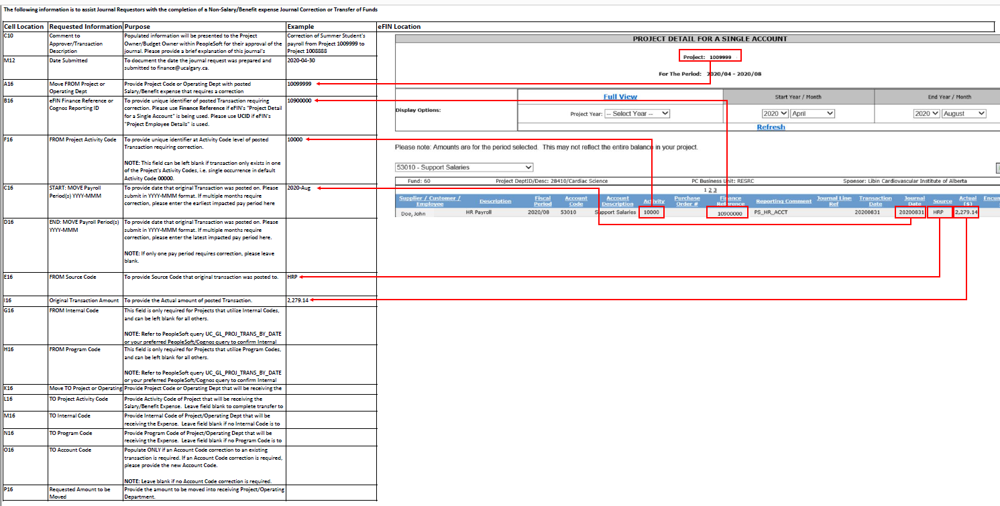 The following information is to assist Journal Requestors with the completion of a Non-Salary/Benefit expense Journal Correction or Transfer of Funds
Cell Location Requested Information Purpose Example eFIN Location
C10
Comment to
Approver/Transaction
Description
Populated information will be presented to the Project
Owner/Budget Owner within PeopleSoft for their approval of the
journal. Please provide a brief explanation of this journal's
Correction of Summer Student's
payroll from Project 1009999 to
Project 1008888
M12
Date Submitted
To document the date the journal request was prepared and
submitted to finance@ucalgary.ca.
2020-04-30
A16
Move FROM Project or
Operating Dept
Provide Project Code or Operating Dept with posted
Salary/Benefit expense that requires a correction
10099999
B16
eFIN Finance Reference or
Cognos Reporting ID
To provide unique identifier of posted Transaction requiring
correction. Please use Finance Reference if eFIN's "Project Detail
for a Single Account" is being used. Please use UCID if eFIN's
"Project Employee Details" is used.
10900000
F16
FROM Project Activity Code
To provide unique identifier at Activity Code level of posted
Transaction requiring correction.
NOTE: This field can be left blank if transaction only exists in one
of the Project's Activity Codes, i.e. single occurrence in default
Activity Code 00000.
10000
C16
START: MOVE Payroll
Period(s) YYYY-MMM
To provide date that original Transaction was posted on. Please
submit in YYYY-MMM format. If multiple months require
correction, please enter the earliest impacted pay period here
2020-Aug
D16
END: MOVE Payroll Period(s)
YYYY-MMM
To provide date that original Transaction was posted on. Please
submit in YYYY-MMM format. If multiple months require
correction, please enter the latest impacted pay period here.
NOTE: If only one pay period requires correction, please leave
blank.
E16
FROM Source Code
To provide Source Code that original transaction was posted to.
HRP
I16
Original Transaction Amount
To provide the Actual amount of posted Transaction.
2,279.14
G16
FROM Internal Code
This field is only required for Projects that utilize Internal Codes,
and can be left blank for all others.
NOTE: Refer to PeopleSoft query UC_GL_PROJ_TRANS_BY_DATE
or your preferred PeopleSoft/Cognos query to confirm Internal
H16
FROM Program Code
This field is only required for Projects that utilize Program Codes,
and can be left blank for all others.
NOTE: Refer to PeopleSoft query UC_GL_PROJ_TRANS_BY_DATE
or your preferred PeopleSoft/Cognos query to confirm Internal
K16
Move TO Project or Operating
Provide Project Code or Operating Dept that will be receiving the
L16
TO Project Activity Code
Provide Activity Code of Project that will be receiving the
Salary/Benefit Expense. Leave field blank to complete transfer to
M16
TO Internal Code
Provide Internal Code of Project/Operating Dept that will be
receiving the Expense. Leave field blank if no Internal Code is to
N16
TO Program Code
Provide Program Code of Project/Operating Dept that will be
receiving the Expense. Leave field blank if no Program Code is to
O16
TO Account Code
Populate ONLY if an Account Code correction to an existing
transaction is required. If an Account Code correction is required,
please provide the new Account Code.
NOTE: Leave blank if no Account Code correction is required.
P16
Requested Amount to be
Moved
Provide the amount to be moved into receiving Project/Operating
Department.
PROJECT DETAIL FOR A SINGLE ACCOUNT
Project: 1009999
For The Period: 2020/04 - 2020/08
Display Options:
Full View
Project Year: -- Select Year --
Start Year / Month
End Year / Month
2020 April
2020 August
Refresh
Please note: Amounts are for the period selected. This may not reflect the entire balance in your project.
53010 - Support Salaries
Fund: 60 Project DeptID/Desc: 28410/Cardiac Science PC Business Unit: RESRC Sponsor: Libin Cardiovascular Institute of Alberta
1 2 3
Supplier / Customer / Employee Description Fiscal Period Account Code Account Description Activity Purchase Order # Finance Reference Reporting Comment Journal Line Ref Transaction Date Journal Date Source Actual ($) Encum
Doe, John HR Payroll 2020/08 53010 Support Salaries 10000 10900000 PS_HR_ACCT 20200831 20200831 HRP 2,279.14